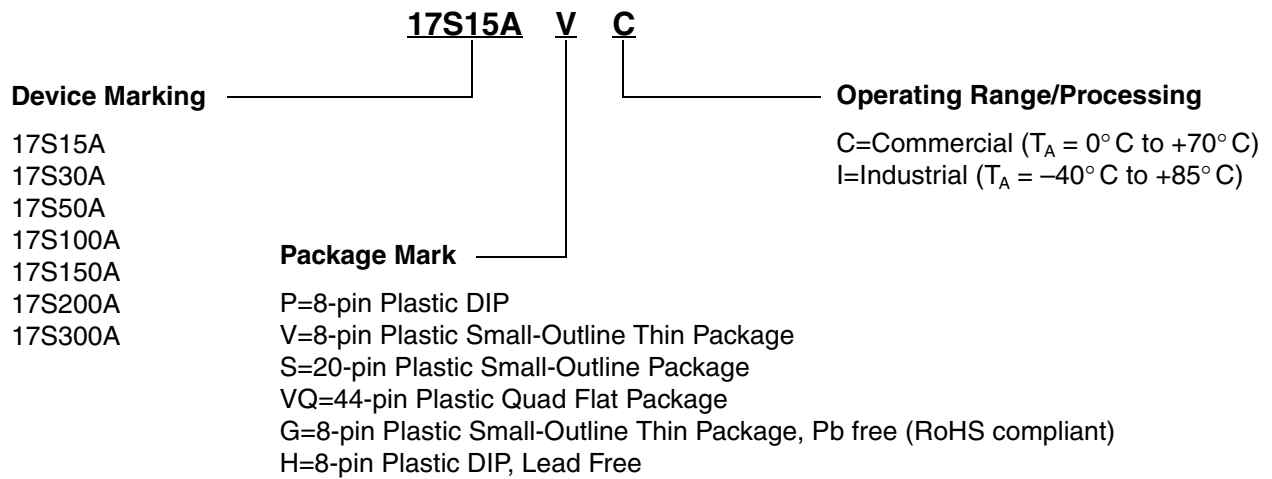 17S15A V C
Device Marking
17S15A
17S30A
17S50A
17S100A
17S150A
17S200A
17S300A
Package Mark
P=8-pin Plastic DIP
V=8-pin Plastic Small-Outline Thin Package
S=20-pin Plastic Small-Outline Package
VQ=44-pin Plastic Quad Flat Package
G=8-pin Plastic Small-Outline Thin Package, Pb free (RoHS compliant)
H=8-pin Plastic DIP, Lead Free
Operating Range/Processing
C=Commercial (TA = 0° C to +70° C)
I=Industrial (TA = –40° C to +85° C)